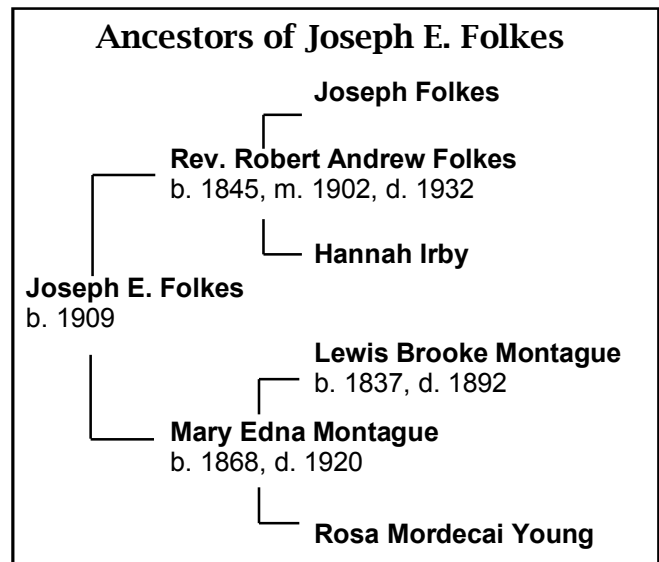 Ancestors of Joseph E. Folkes
Joseph Folkes
Rev. Robert Andrew Folkes
b. 1845, m. 1902, d. 1932
Hannah Irby
Joseph E. Folkes
b. 1909
Lewis Brooke Montague
b. 1837, d. 1892
Mary Edna Montague
b. 1868, d. 1920
Rosa Mordecai Young